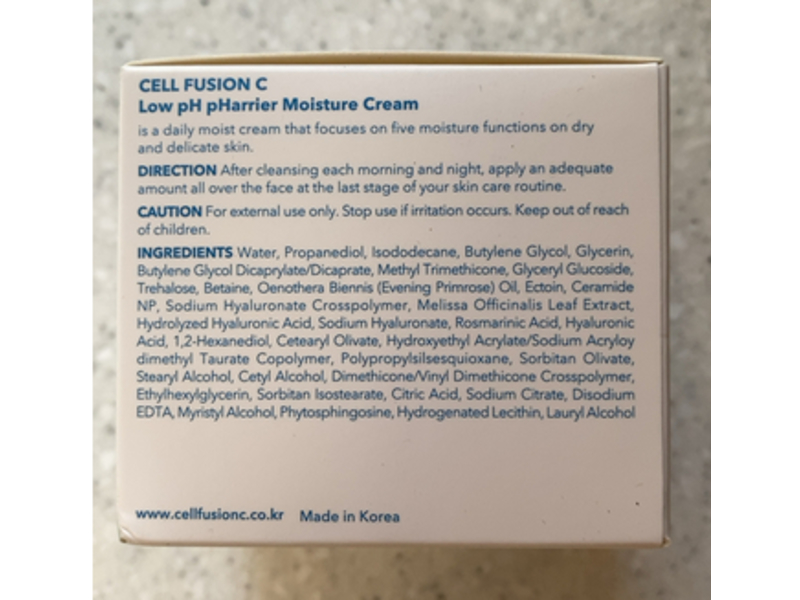 CELL FUSION C
Low pH pHarrier Moisture Cream
is a daily moist cream that focuses on five moisture functions on dry
and delicate skin.
DIRECTION After cleansing each morning and night, apply an adequate
amount all over the face at the last stage of your skin care routine.
CAUTION For external use only. Stop use if irritation occurs. Keep out of reach
of children.
INGREDIENTS Water, Propanediol, Isododecane, Butylene Glycol, Glycerin,
Butylene Glycol Dicaprylate/Dicaprate, Methyl Trimethicone, Glyceryl Glucoside,
Trehalose, Betaine, Oenothera Biennis (Evening Primrose) Oil, Ectoin, Ceramide
NP, Sodium Hyaluronate Crosspolymer, Melissa Officinalis Leaf Extract,
Hydrolyzed Hyaluronic Acid, Sodium Hyaluronate, Rosmarinic Acid, Hyaluronic
Acid, 1,2-Hexanediol, Cetearyl Olivate, Hydroxyethyl Acrylate/Sodium Acryloy
dimethyl Taurate Copolymer, Polypropylsilsesquioxane, Sorbitan Olivate,
Stearyl Alcohol, Cetyl Alcohol, Dimethicone/Vinyl Dimethicone Crosspolymer,
Ethylhexylglycerin, Sorbitan Isostearate, Citric Acid, Sodium Citrate, Disodium
EDTA, Myristyl Alcohol, Phytosphingosine, Hydrogenated Lecithin, Lauryl Alcohol
www.cellfusionc.co.kr Made in Korea